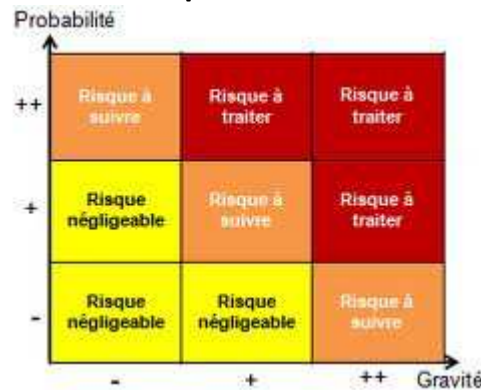 Probabilité
++
Risque à
suivre
Risque à
traiter
Risque à
traiter
+
Risque
négligeable
Risque à
suivre
Risque à
traiter
-
Risque
négligeable
Risque
négligeable
Risque à
suivre
- + ++ Gravité